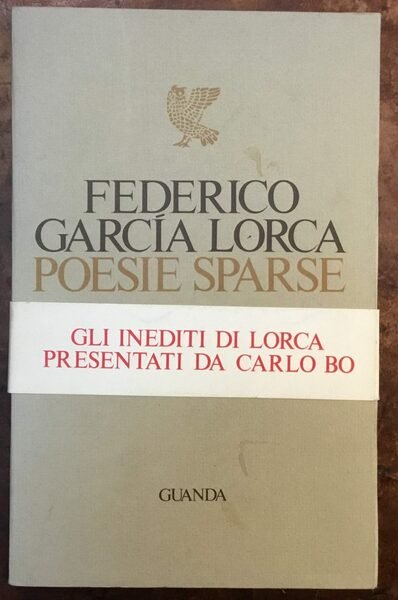 FEDERICO
GARCÍA LORCA
POESIE SPARSE
GLI INEDITI DI LORCA
PRESENTATI DA CARLO BO
GUANDA